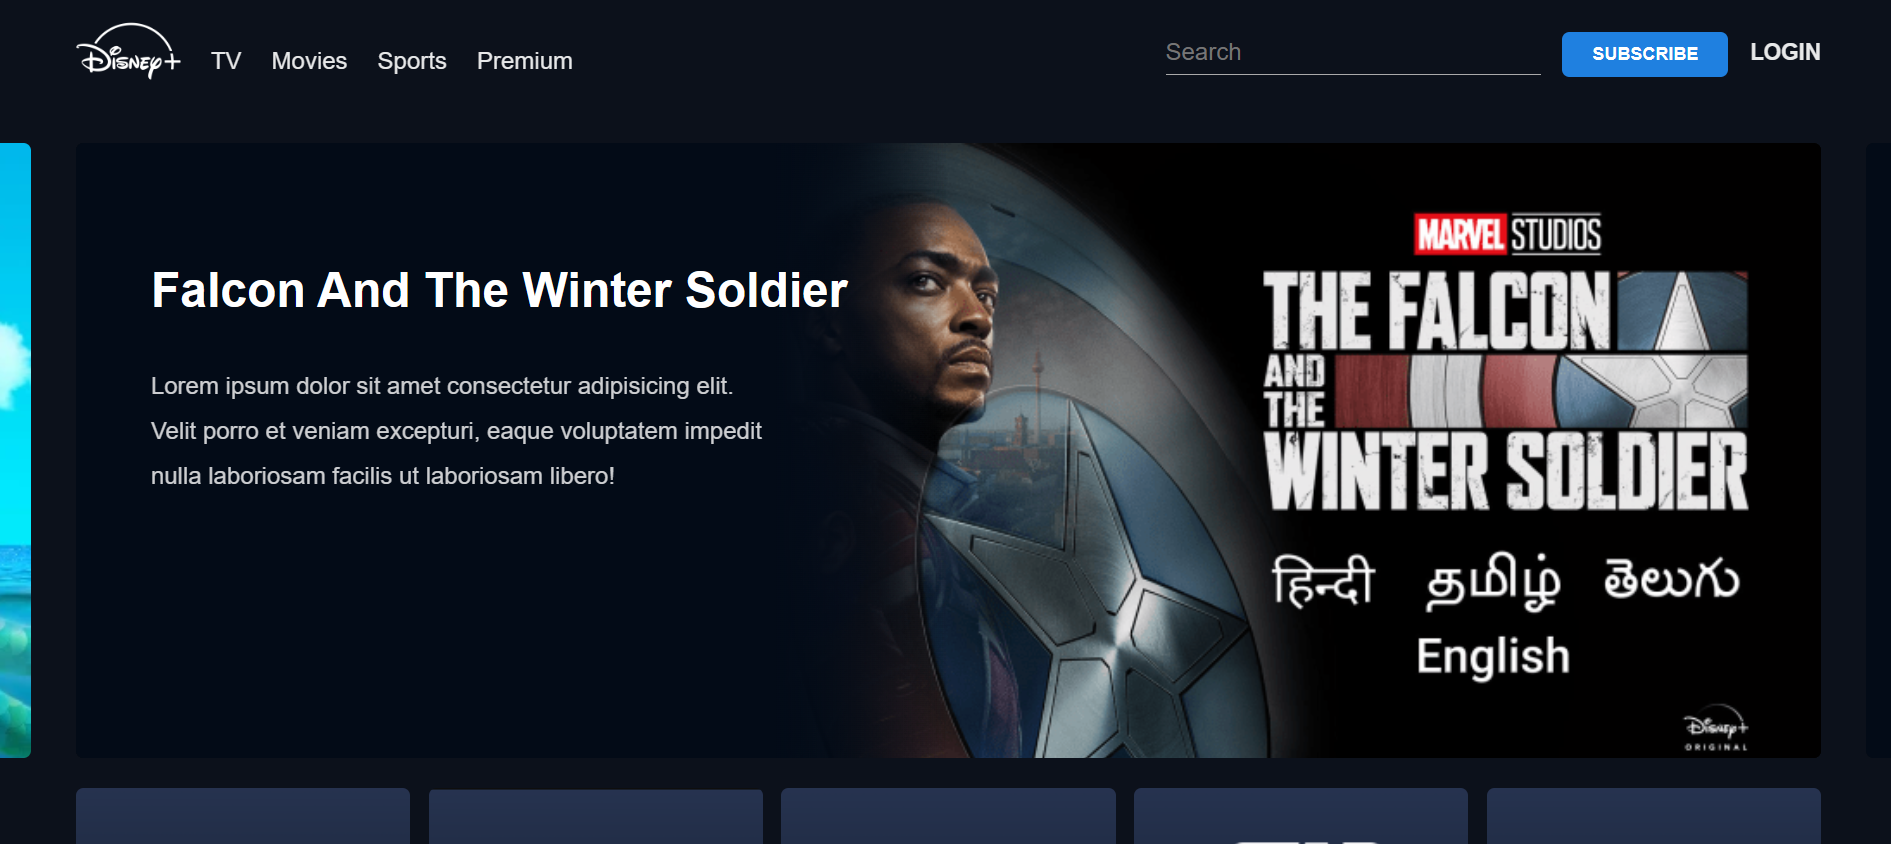 Disney+ TV Movies Sports Premium Search SUBSCRIBE LOGIN
Falcon And The Winter Soldier
Lorem ipsum dolor sit amet consectetur adipisicing elit.
Velit porro et veniam excepturi, eaque voluptatem impedit
nulla laboriosam facilis ut laboriosam libero!
MARVEL STUDIOS
THE FALCON
AND
THE
WINTER SOLDIER
हिन्दी தமிழ் తెలుగు
English
Disney+
ORIGINAL